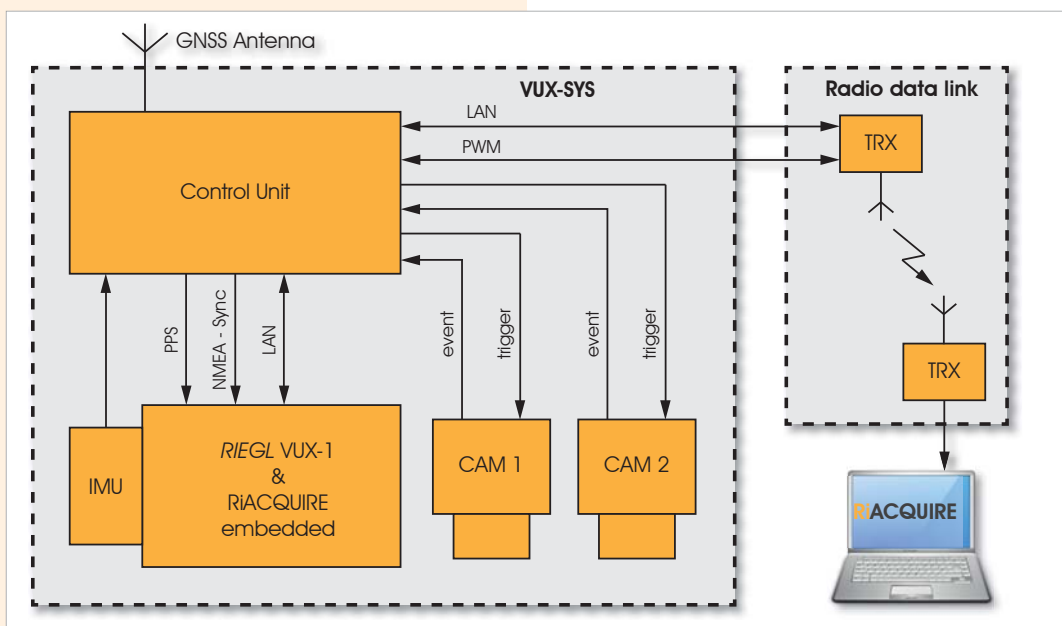 GNSS Antenna
VUX-SYS
Radio data link
LAN
PWM
TRX
Control Unit
PPS
NMEA - Sync
LAN
event
trigger
event
trigger
TRX
IMU
RIEGL VUX-1
&
RiACQUIRE
embedded
CAM 1
CAM 2
RiACQUIRE